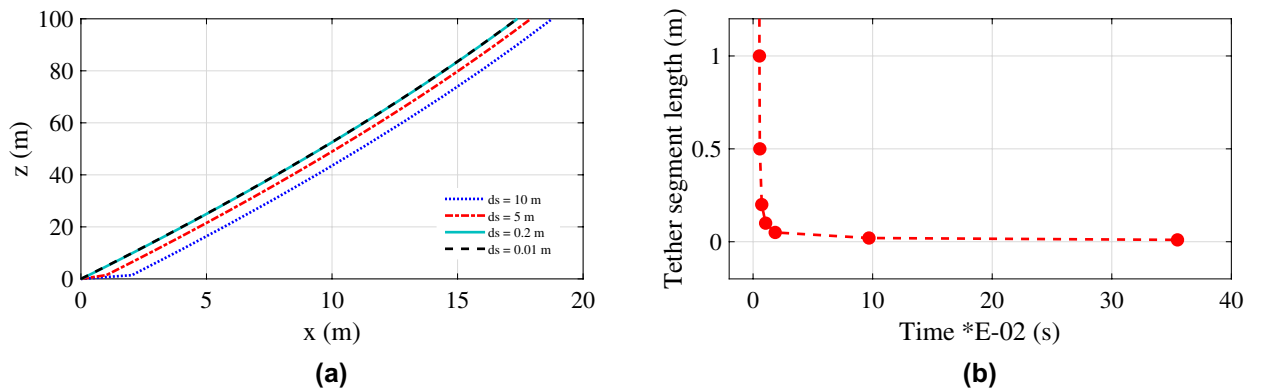 100
80
60
40
20
0
z (m)
0
5
10
15
20
x (m)
ds = 10 m
ds = 5 m
ds = 0.2 m
ds = 0.01 m
(a)
1
0.5
0
Tether segment length (m)
0
10
20
30
40
Time *E-02 (s)
(b)